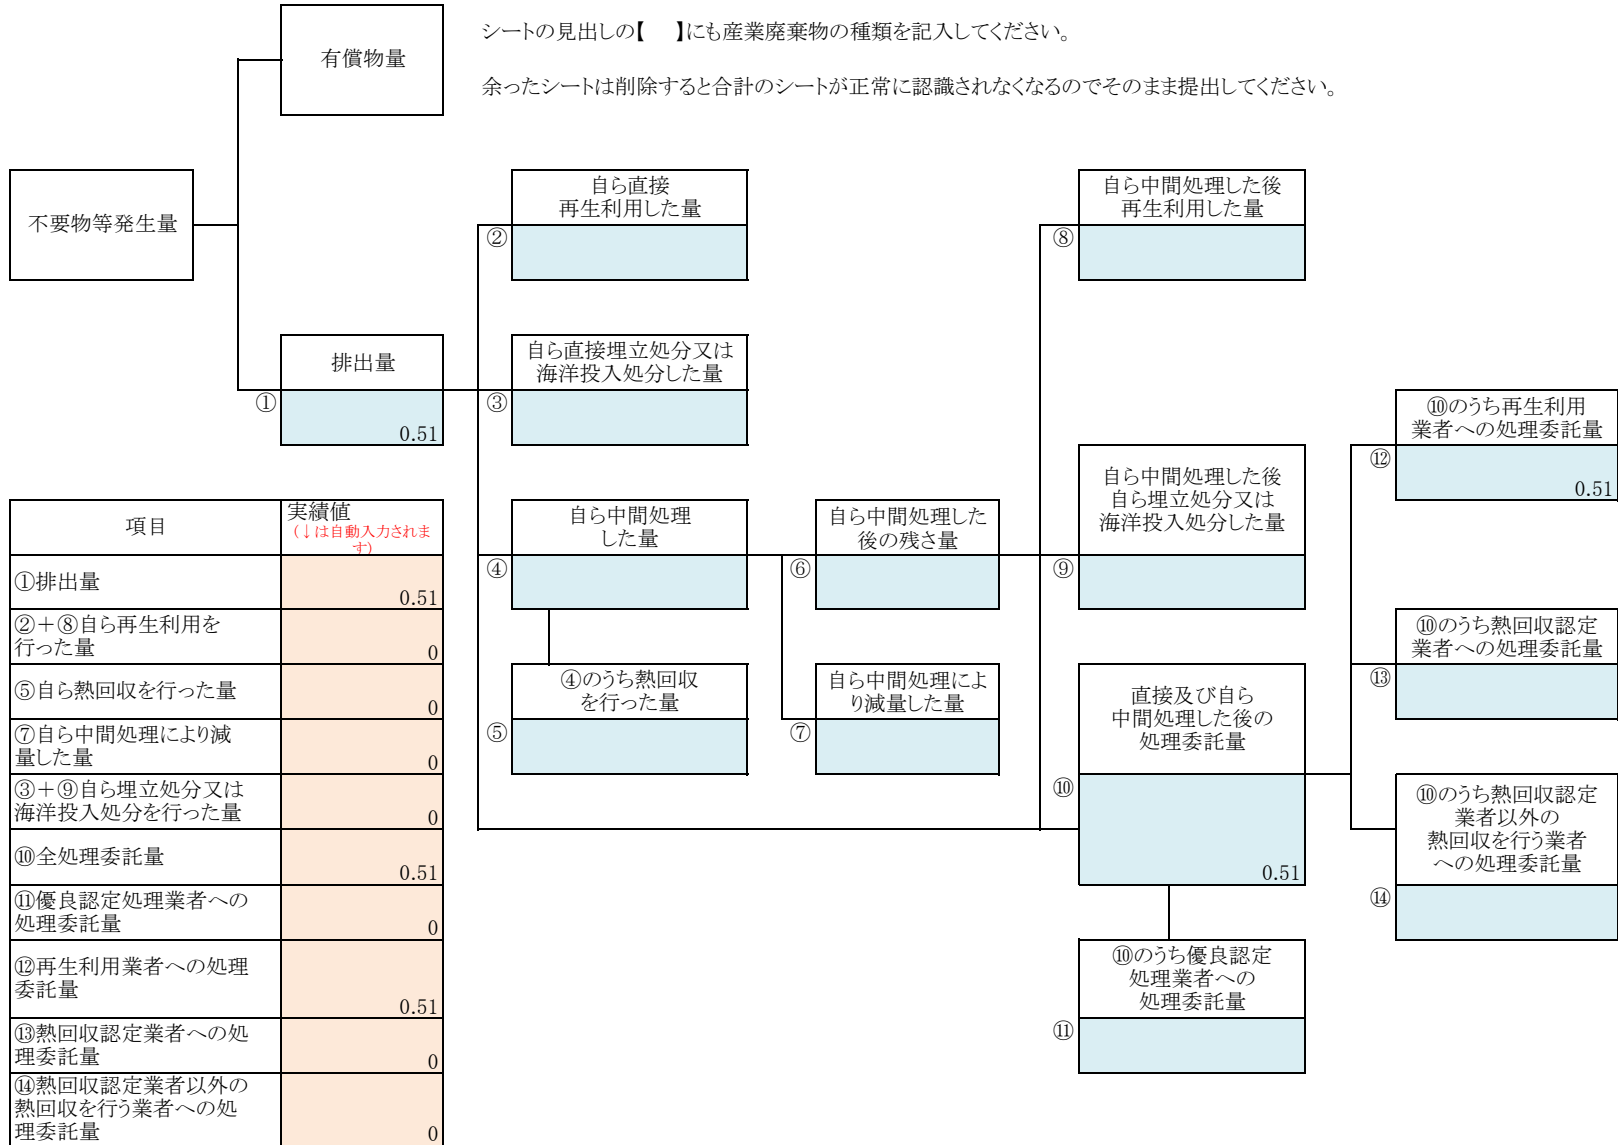 シートの見出しの【　】にも産業廃棄物の種類を記入してください。
有償物量
余ったシートは削除すると合計のシートが正常に認識されなくなるのでそのまま提出してください。
不要物等発生量
自ら直接
再生利用した量
②
自ら中間処理した後
再生利用した量
⑧
排出量
①
0.51
自ら直接埋立処分又は
海洋投入処分した量
③
⑩のうち再生利用
業者への処理委託量
⑫
0.51
自ら中間処理
した量
④
自ら中間処理した
後の残さ量
⑥
自ら中間処理した後
自ら埋立処分又は
海洋投入処分した量
⑨
④のうち熱回収
を行った量
⑤
自ら中間処理によ
り減量した量
⑦
直接及び自ら
中間処理した後の
処理委託量
⑩
0.51
⑩のうち熱回収認定
業者への処理委託量
⑬
⑩のうち熱回収認定
業者以外の
熱回収を行う業者
への処理委託量
⑭
⑩のうち優良認定
処理業者への
処理委託量
⑪
項目
実績値
(↓は自動入力されま
す)
①排出量
0.51
②＋⑧自ら再生利用を
行った量
0
⑤自ら熱回収を行った量
0
⑦自ら中間処理により減
量した量
0
③＋⑨自ら埋立処分又は
海洋投入処分を行った量
0
⑩全処理委託量
0.51
⑪優良認定処理業者への
処理委託量
0
⑫再生利用業者への処理
委託量
0.51
⑬熱回収認定業者への処
理委託量
0
⑭熱回収認定業者以外の
熱回収を行う業者への処
理委託量
0